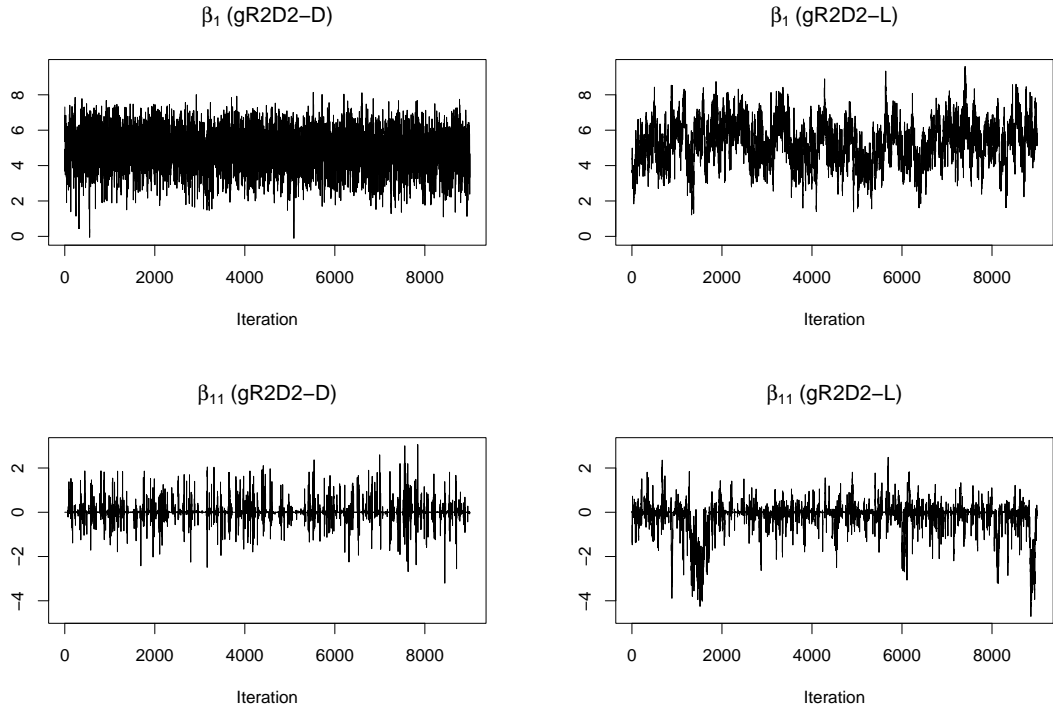 β₁ (gR2D2−D)
0 2 4 6 8
0 2000 4000 6000 8000
Iteration
β₁ (gR2D2−L)
0 2 4 6 8
0 2000 4000 6000 8000
Iteration
β₁₁ (gR2D2−D)
−4 −2 0 2
0 2000 4000 6000 8000
Iteration
β₁₁ (gR2D2−L)
−4 −2 0 2
0 2000 4000 6000 8000
Iteration